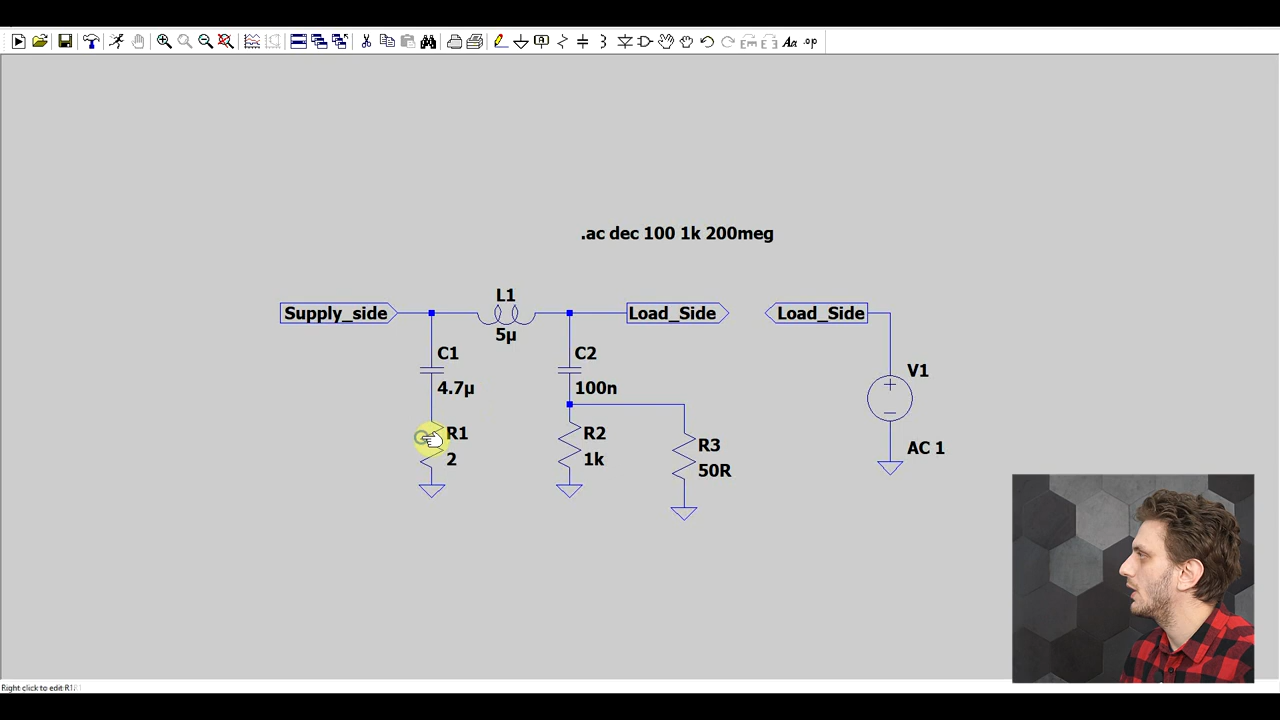 .ac dec 100 1k 200meg
Supply_side
L1
5µ
Load_Side
Load_Side
C1
4.7µ
C2
100n
V1
AC 1
R1
2
R2
1k
R3
50R
Right click to edit R1.